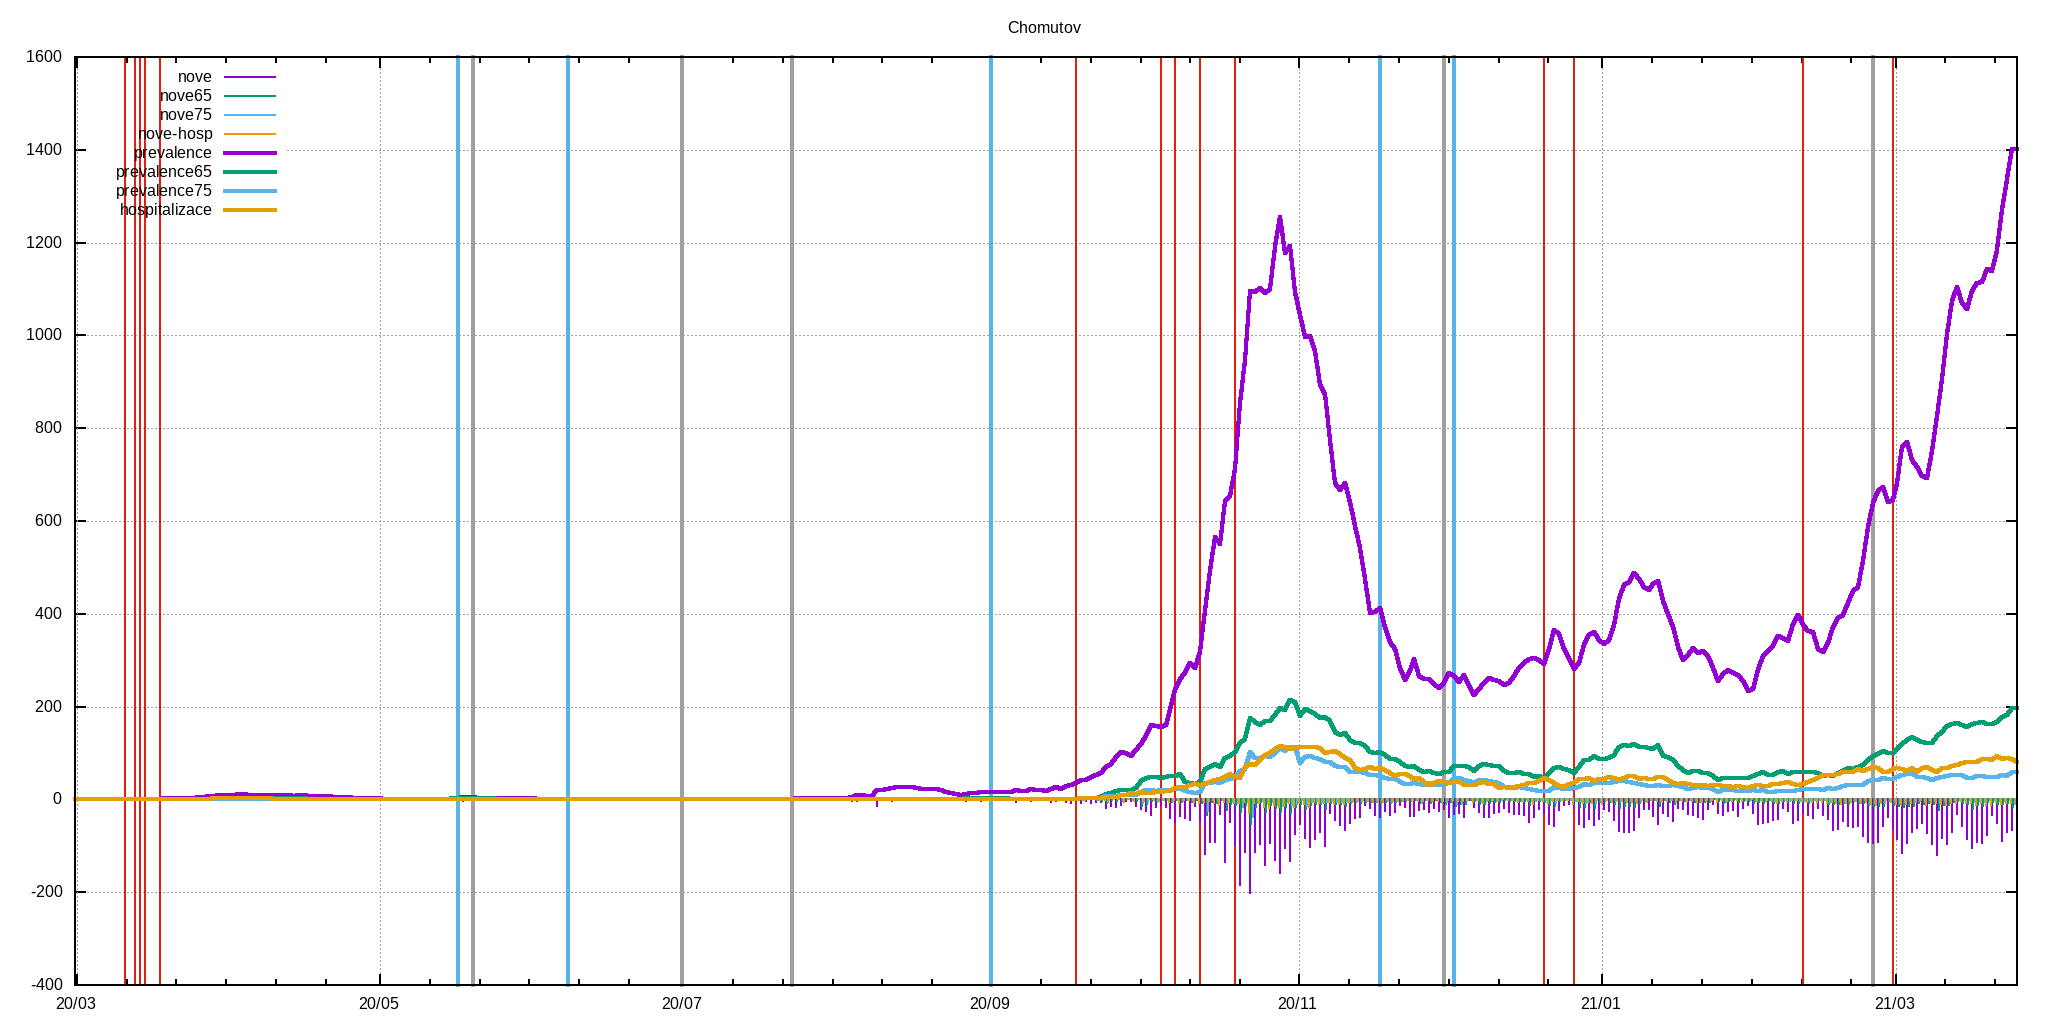 Chomutov
1600
1400
1200
1000
800
600
400
200
0
-200
-400
nove
nove65
nove75
nove-hosp
prevalence
prevalence65
prevalence75
hospitalizace
20/03 20/05 20/07 20/09 20/11 21/01 21/03